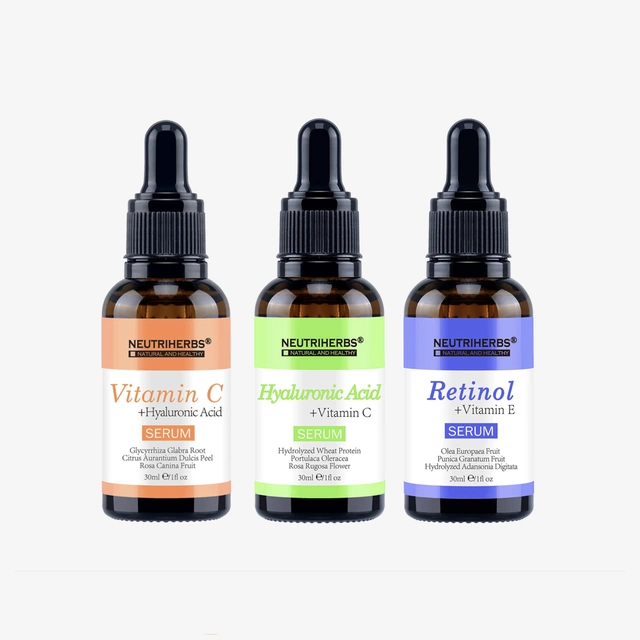 NEUTRIHERBS®
NATURAL AND HEALTHY
Vitamin C
+Hyaluronic Acid
SERUM
Glycyrrhiza Glabra Root
Citrus Aurantium Dulcis Peel
Rosa Canina Fruit
30ml ℮/1fl oz
NEUTRIHERBS®
NATURAL AND HEALTHY
Hyaluronic Acid
+Vitamin C
SERUM
Hydrolyzed Wheat Protein
Portulaca Oleracea
Rosa Rugosa Flower
30ml ℮/1fl oz
NEUTRIHERBS®
NATURAL AND HEALTHY
Retinol
+Vitamin E
SERUM
Olea Europaea Fruit
Punica Granatum Fruit
Hydrolyzed Adansonia Digitata
30ml ℮/1fl oz